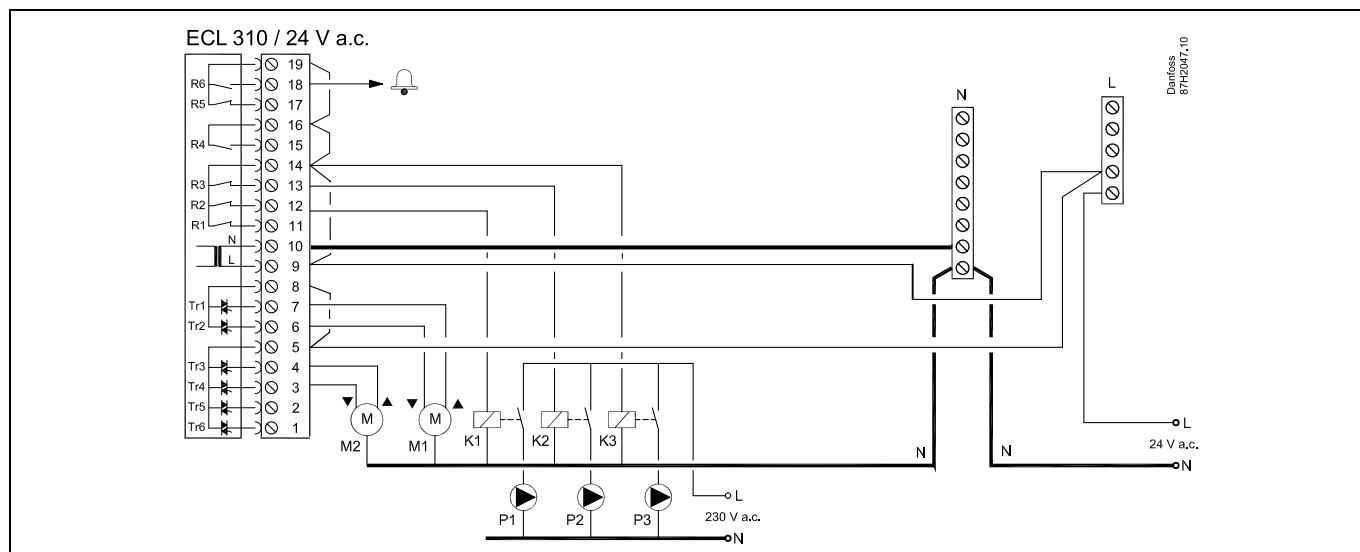 ECL 310 / 24 V a.c.
Danfoss
87H2047.10
19
R6 18
R5 17
16
R4 15
14
R3 13
R2 12
R1 11
N 10
L 9
8
Tr1 7
Tr2 6
5
Tr3 4
Tr4 3
Tr5 2
Tr6 1
N
L
M
M2
M
M1
K1
K2
K3
N
N
L
24 V a.c.
N
P1
P2
P3
L
230 V a.c.
N